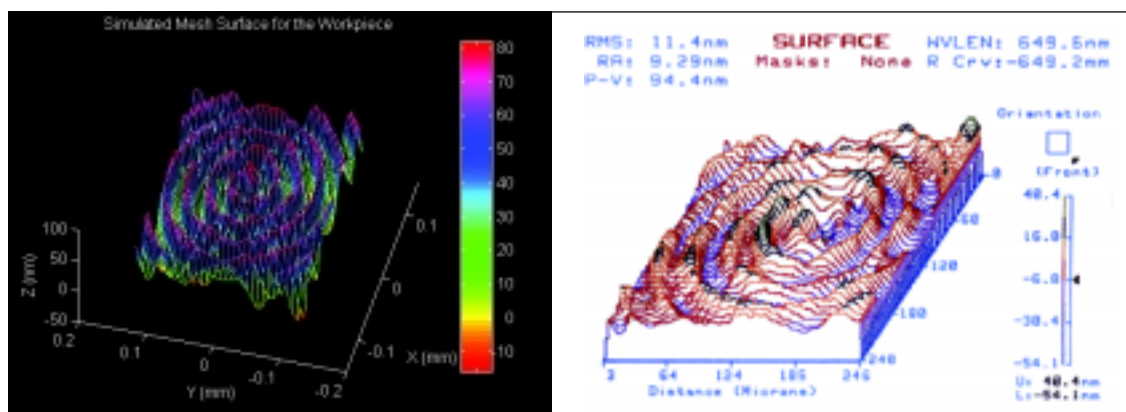 Simulated Mesh Surface for the Workpiece
80
70
60
50
40
30
20
10
0
10
100
50
0
-50
Z (nm)
0.2
0.1
0
-0.1
-0.2
Y (mm)
0.1
0
-0.1
X (mm)
RMS: 11.4nm SURFACE WVLEN: 649.5nm
RA: 9.29nm Masks: None R Crv:-649.2mm
P-V: 94.4nm
Orientation
(Front)
40.4
16.8
-6.8
-30.4
-54.1
U: 40.4nm
L:-54.1nm
0
60
120
180
240
3 64 124 185 246
Distance (Microns)